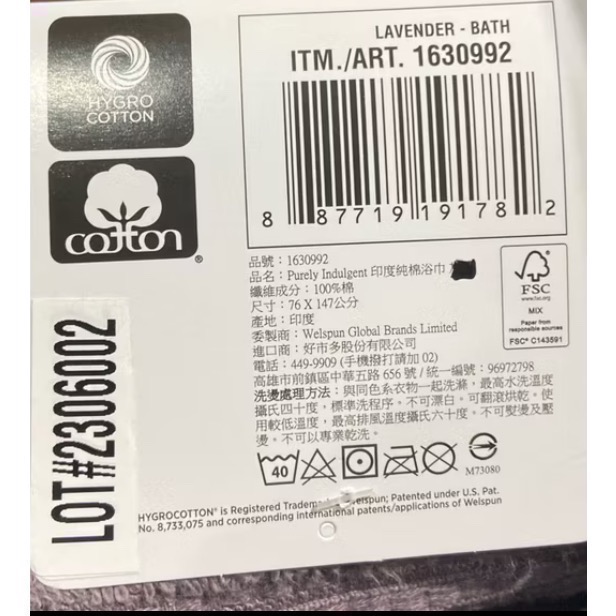 HYGRO
COTTON
cotton®
LAVENDER - BATH
ITM./ART. 1630992
8 87719 19178 2
品號：1630992
品名：Purely Indulgent 印度純棉浴巾
纖維成分：100%棉
尺寸：76 X 147公分
產地：印度
委製商：Welspun Global Brands Limited
進口商：好市多股份有限公司
電話：449-9909 (手機撥打請加 02)
高雄市前鎮區中華五路 656 號 / 統一編號：96972798
洗燙處理方法：與同色系衣物一起洗滌，最高水洗溫度
攝氏四十度，標準洗程序。不可漂白。可翻滾烘乾。使
用較低溫度，最高排風溫度攝氏六十度。不可熨燙及壓
燙。不可以專業乾洗。
FSC
www.fsc.org
MIX
Paper from
responsible sources
FSC® C143591
40
M73080
LOT#2306002
HYGROCOTTON® is Registered Trademark Welspun; Patented under U.S. Pat.
No. 8,733,075 and corresponding international patents/applications of Welspun